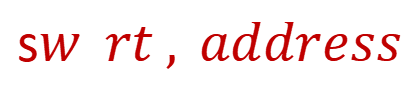 sw rt , address